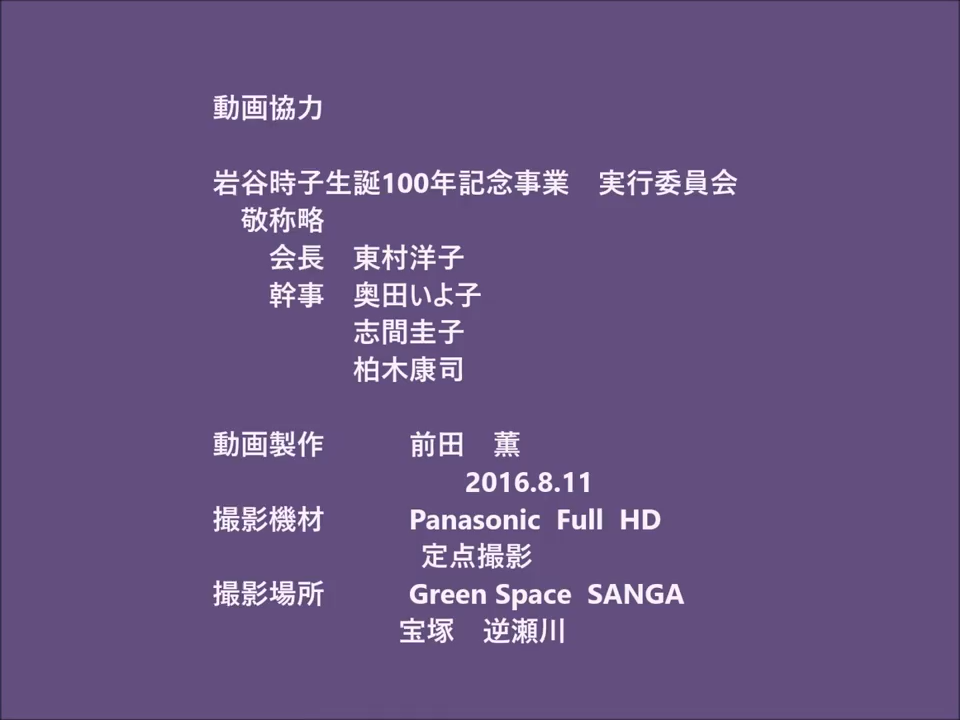 動画協力
岩谷時子生誕100年記念事業　実行委員会
敬称略
会長　東村洋子
幹事　奥田いよ子
志間圭子
柏木康司
動画製作　　　前田　薫
2016.8.11
撮影機材　　　Panasonic Full HD
定点撮影
撮影場所　　　Green Space SANGA
宝塚　逆瀬川